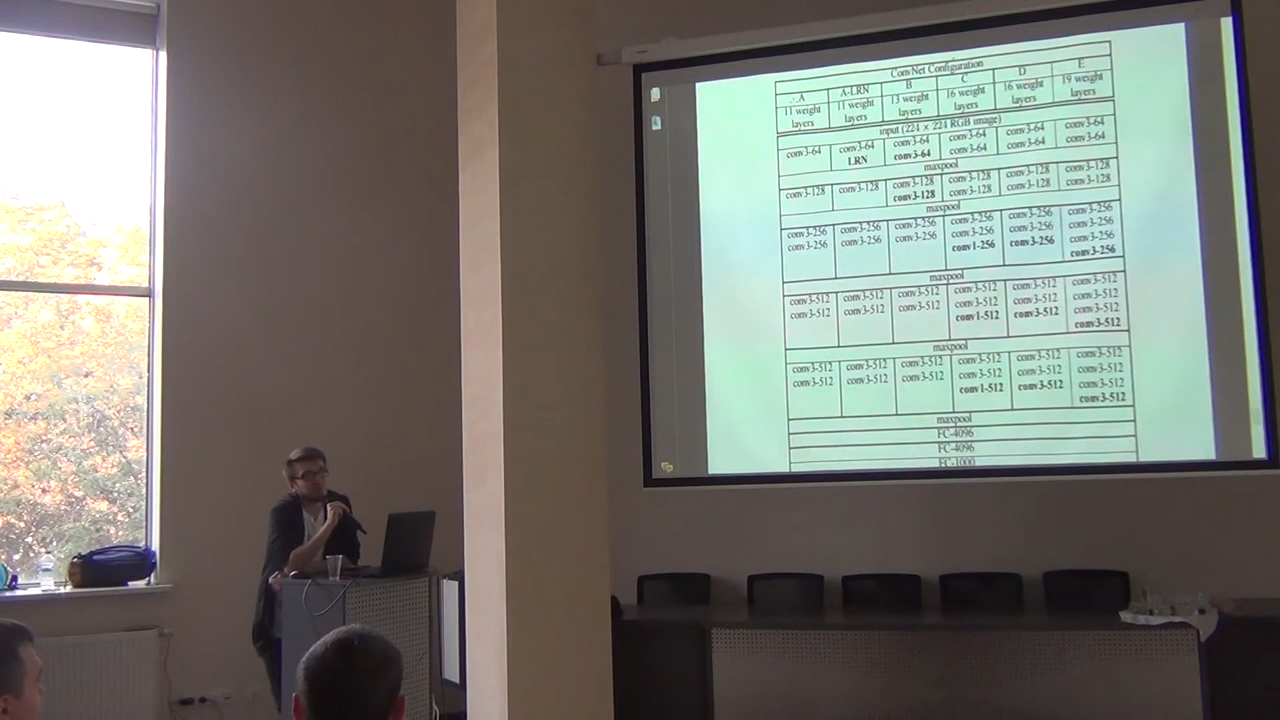 ConvNet Configuration
A A-LRN B C D E
11 weight layers 11 weight layers 13 weight layers 16 weight layers 16 weight layers 19 weight layers
input (224 × 224 RGB image)
conv3-64 conv3-64 conv3-64 conv3-64 conv3-64 conv3-64
LRN conv3-64 conv3-64 conv3-64 conv3-64
maxpool
conv3-128 conv3-128 conv3-128 conv3-128 conv3-128 conv3-128
conv3-128 conv3-128 conv3-128 conv3-128
maxpool
conv3-256 conv3-256 conv3-256 conv3-256 conv3-256 conv3-256
conv3-256 conv3-256 conv3-256 conv3-256 conv3-256 conv3-256
conv1-256 conv3-256 conv3-256
conv3-256
maxpool
conv3-512 conv3-512 conv3-512 conv3-512 conv3-512 conv3-512
conv3-512 conv3-512 conv3-512 conv3-512 conv3-512 conv3-512
conv1-512 conv3-512 conv3-512
conv3-512
maxpool
conv3-512 conv3-512 conv3-512 conv3-512 conv3-512 conv3-512
conv3-512 conv3-512 conv3-512 conv3-512 conv3-512 conv3-512
conv1-512 conv3-512 conv3-512
conv3-512
maxpool
FC-4096
FC-4096
FC-1000